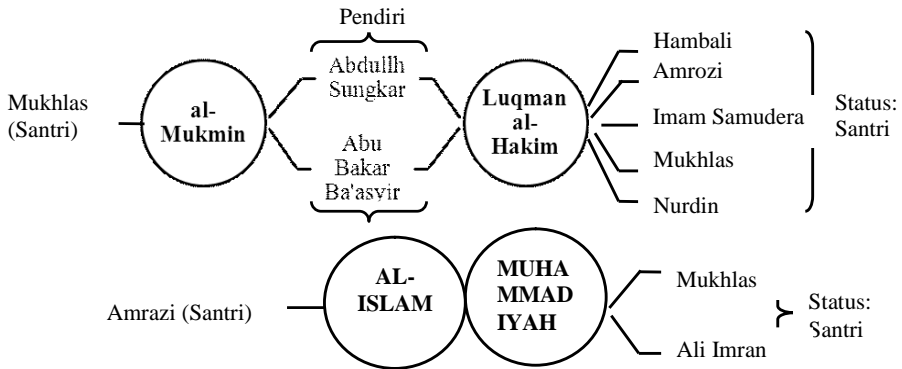 Pendiri
Mukhlas
(Santri)
al-
Mukmin
Abdullh
Sungkar
Abu
Bakar
Ba'asyir
Luqman
al-
Hakim
Hambali
Amrozi
Imam Samudera
Mukhlas
Nurdin
Status:
Santri
Amrazi (Santri)
AL-
ISLAM
MUHA
MMAD
IYAH
Mukhlas
Ali Imran
Status:
Santri